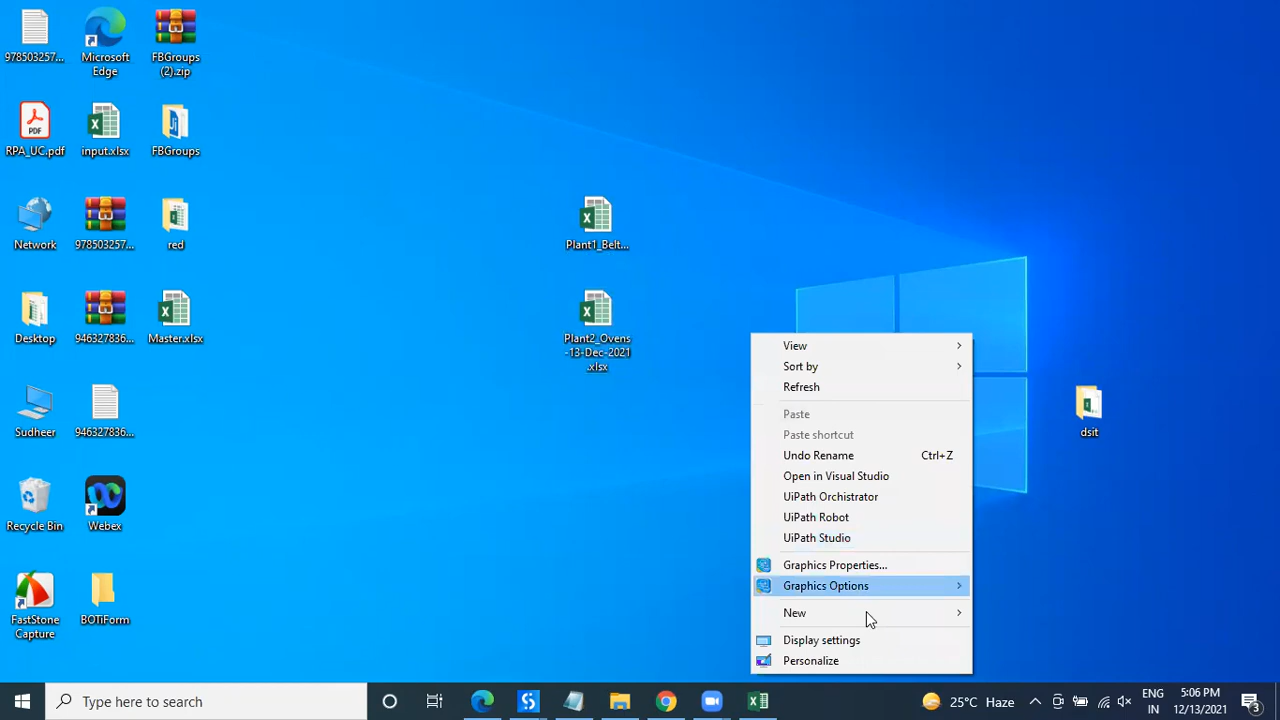 978503257...
Microsoft
Edge
FBGroups
(2).zip
RPA_UC.pdf
input.xlsx
FBGroups
Network
978503257...
red
Plant1_Belt...
Desktop
946327836...
Master.xlsx
Plant2_Ovens
-13-Dec-2021
.xlsx
Sudheer
946327836...
dsit
Recycle Bin
Webex
FastStone
Capture
BOTiForm
View
Sort by
Refresh
Paste
Paste shortcut
Undo Rename Ctrl+Z
Open in Visual Studio
UiPath Orchistrator
UiPath Robot
UiPath Studio
Graphics Properties...
Graphics Options
New
Display settings
Personalize
Type here to search
25°C Haze
ENG
IN
5:06 PM
12/13/2021
3